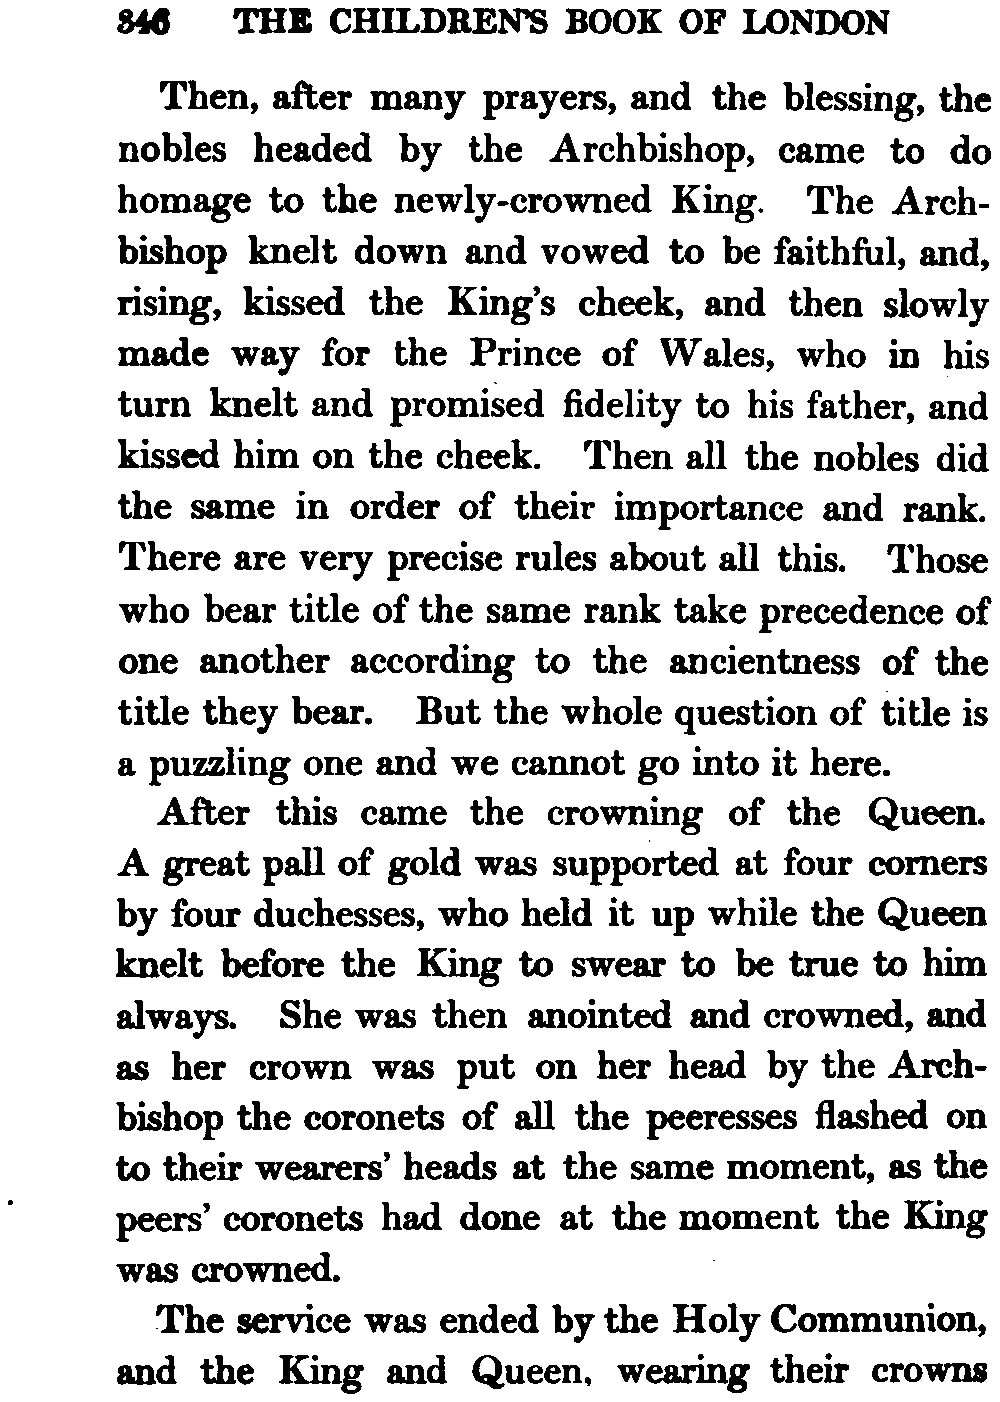 346 THE CHILDREN'S BOOK OF LONDON
Then, after many prayers, and the blessing, the
nobles headed by the Archbishop, came to do
homage to the newly-crowned King. The Arch-
bishop knelt down and vowed to be faithful, and,
rising, kissed the King's cheek, and then slowly
made way for the Prince of Wales, who in his
turn knelt and promised fidelity to his father, and
kissed him on the cheek. Then all the nobles did
the same in order of their importance and rank.
There are very precise rules about all this. Those
who bear title of the same rank take precedence of
one another according to the ancientness of the
title they bear. But the whole question of title is
a puzzling one and we cannot go into it here.
After this came the crowning of the Queen.
A great pall of gold was supported at four corners
by four duchesses, who held it up while the Queen
knelt before the King to swear to be true to him
always. She was then anointed and crowned, and
as her crown was put on her head by the Arch-
bishop the coronets of all the peeresses flashed on
to their wearers' heads at the same moment, as the
peers' coronets had done at the moment the King
was crowned.
The service was ended by the Holy Communion,
and the King and Queen, wearing their crowns